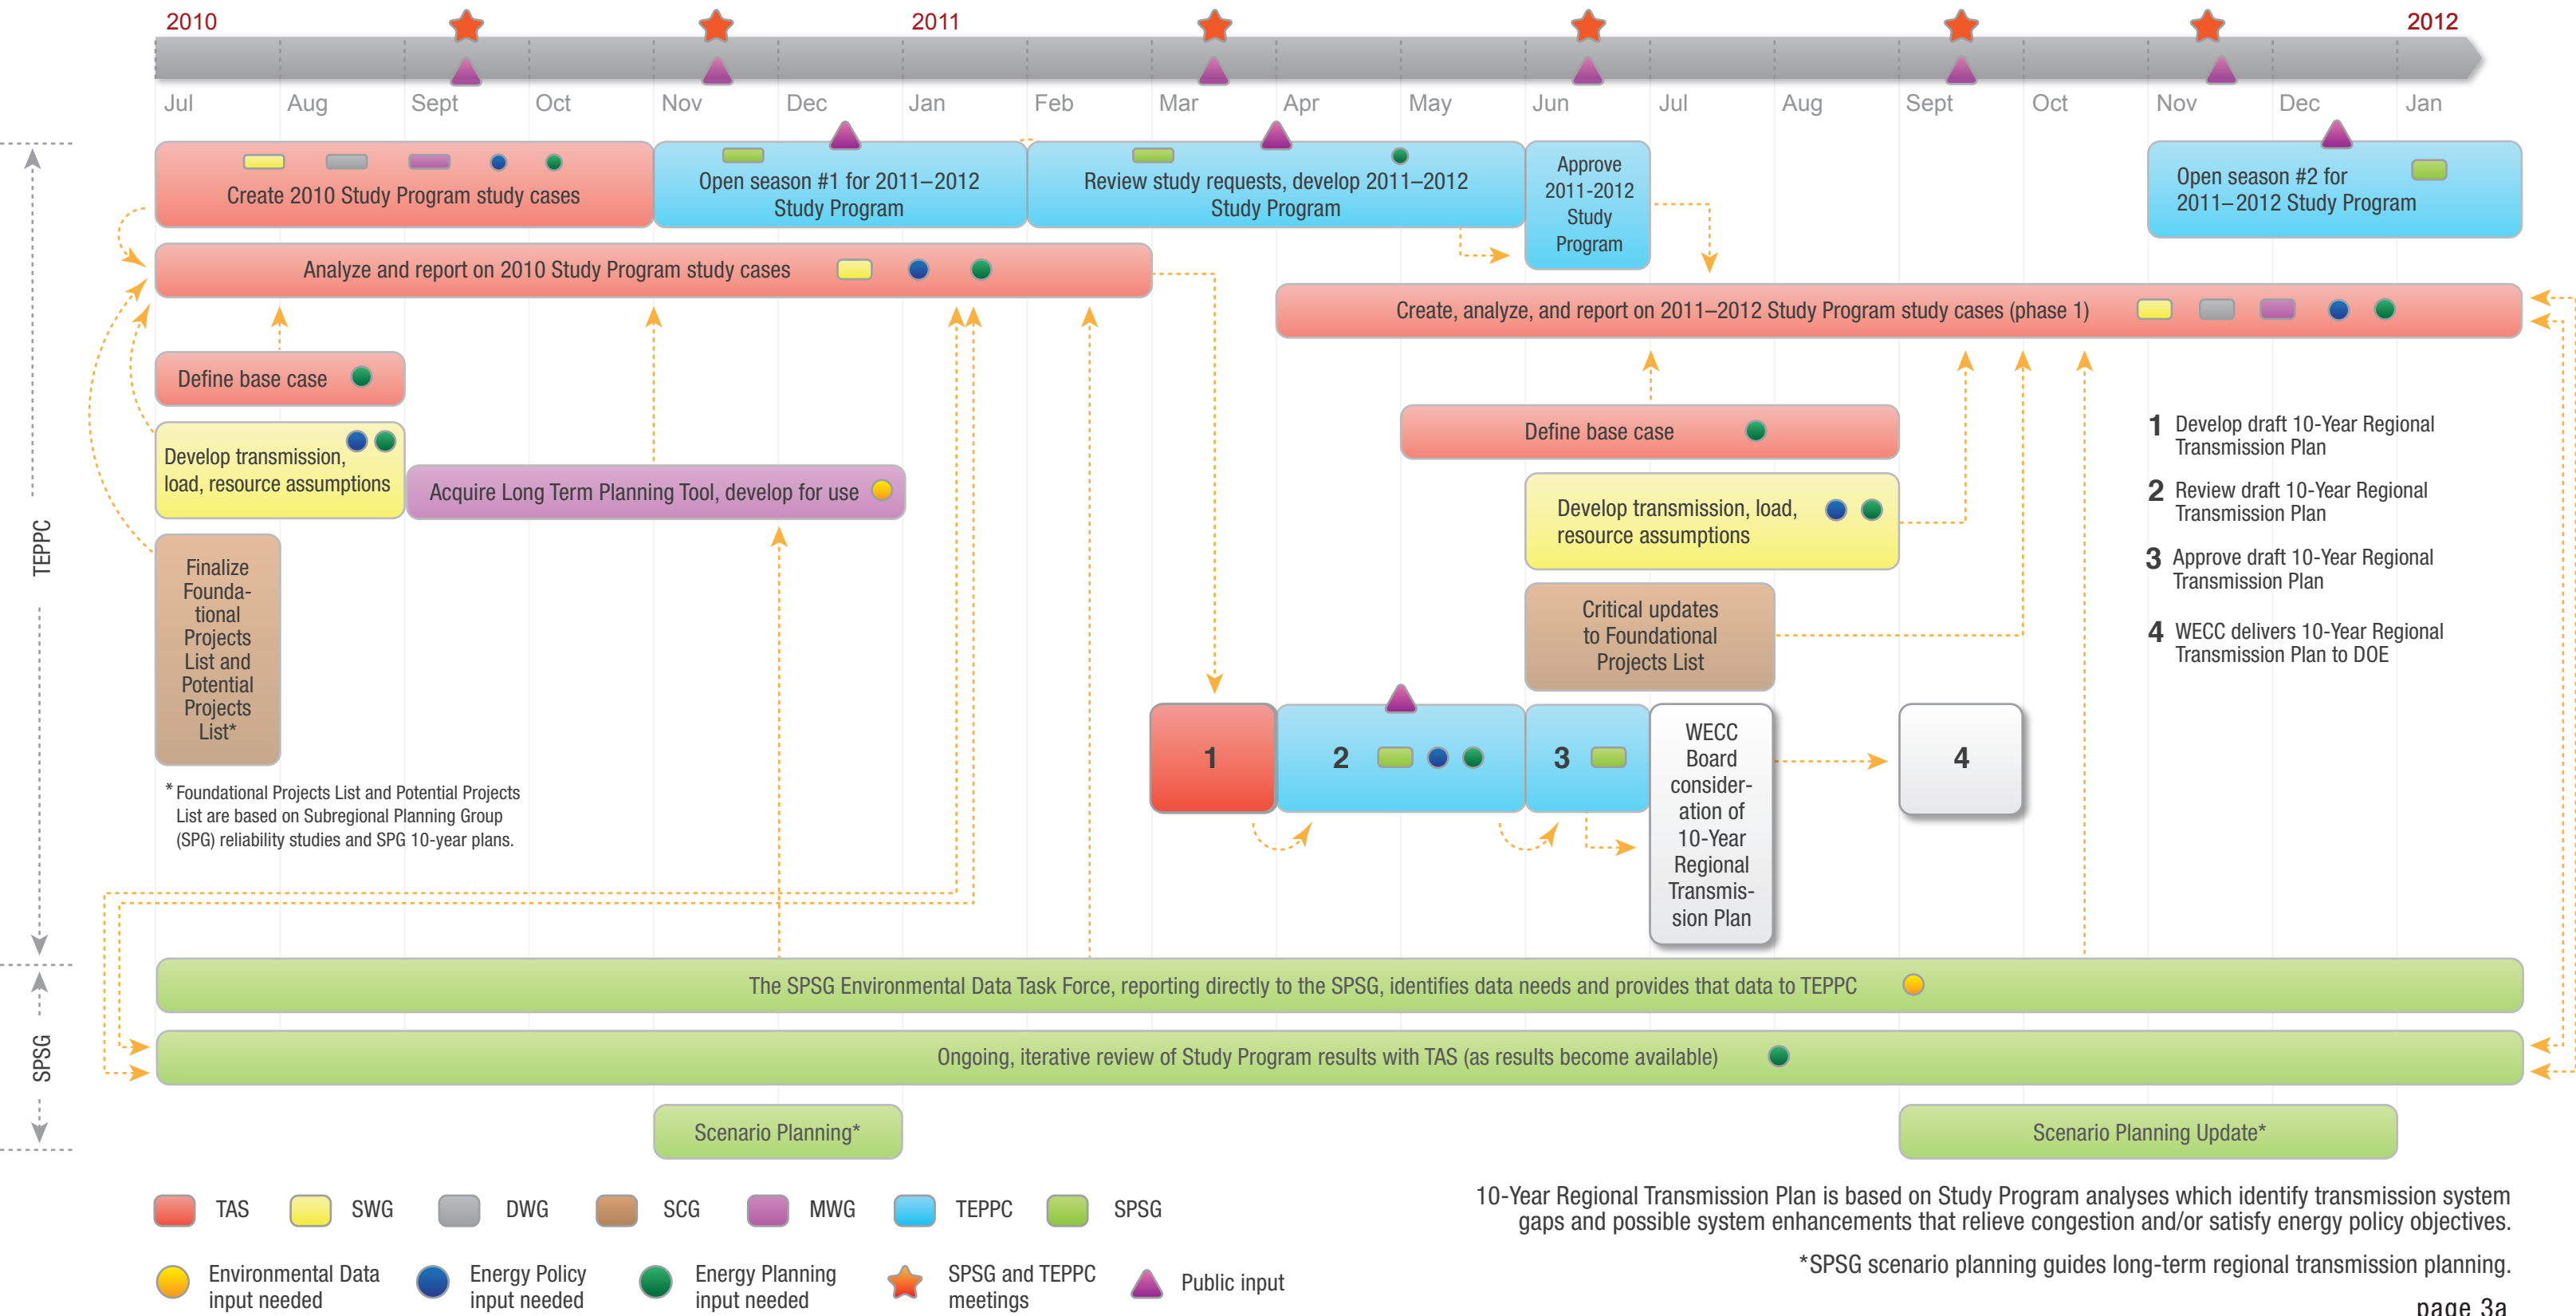 2010
2011
2012
Jul
Aug
Sept
Oct
Nov
Dec
Jan
Feb
Mar
Apr
May
Jun
Jul
Aug
Sept
Oct
Nov
Dec
Jan
TEPPC
SPSG
Create 2010 Study Program study cases
Open season #1 for 2011–2012
Study Program
Review study requests, develop 2011–2012
Study Program
Approve
2011-2012
Study
Program
Open season #2 for
2011–2012 Study Program
Analyze and report on 2010 Study Program study cases
Create, analyze, and report on 2011–2012 Study Program study cases (phase 1)
Define base case
Develop transmission,
load, resource assumptions
Acquire Long Term Planning Tool, develop for use
Finalize
Founda-
tional
Projects
List and
Potential
Projects
List*
* Foundational Projects List and Potential Projects
List are based on Subregional Planning Group
(SPG) reliability studies and SPG 10-year plans.
Define base case
Develop transmission, load,
resource assumptions
Critical updates
to Foundational
Projects List
1 Develop draft 10-Year Regional
Transmission Plan
2 Review draft 10-Year Regional
Transmission Plan
3 Approve draft 10-Year Regional
Transmission Plan
4 WECC delivers 10-Year Regional
Transmission Plan to DOE
1
2
3
WECC
Board
consider-
ation of
10-Year
Regional
Transmis-
sion Plan
4
The SPSG Environmental Data Task Force, reporting directly to the SPSG, identifies data needs and provides that data to TEPPC
Ongoing, iterative review of Study Program results with TAS (as results become available)
Scenario Planning*
Scenario Planning Update*
TAS
SWG
DWG
SCG
MWG
TEPPC
SPSG
Environmental Data
input needed
Energy Policy
input needed
Energy Planning
input needed
SPSG and TEPPC
meetings
Public input
10-Year Regional Transmission Plan is based on Study Program analyses which identify transmission system
gaps and possible system enhancements that relieve congestion and/or satisfy energy policy objectives.
*SPSG scenario planning guides long-term regional transmission planning.
page 3a